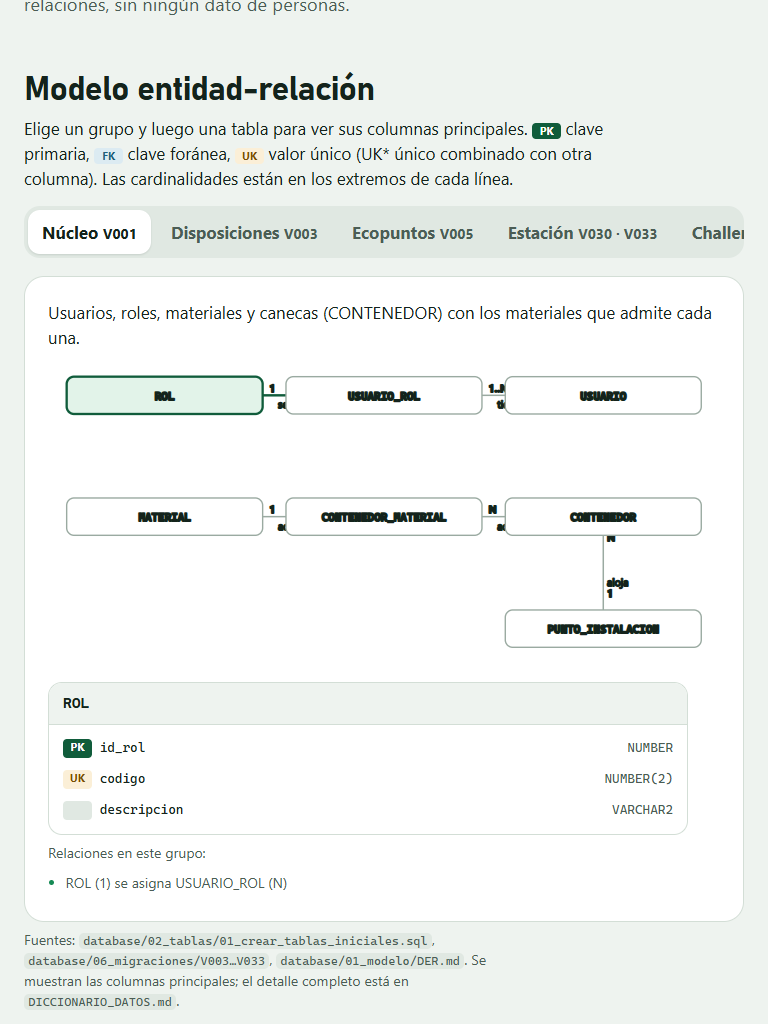 relaciones, sin ningún dato de personas.
Modelo entidad-relación
Elige un grupo y luego una tabla para ver sus columnas principales. PK clave
primaria, FK clave foránea, UK valor único (UK* único combinado con otra
columna). Las cardinalidades están en los extremos de cada línea.
Núcleo V001 Disposiciones V003 Ecopuntos V005 Estación V030 · V033
Usuarios, roles, materiales y canecas (CONTENEDOR) con los materiales que admite cada
una.
ROL 1 USUARIO_ROL USUARIO
MATERIAL 1 CONTENEDOR_MATERIAL N CONTENEDOR
N
aloja
1
PUNTO_INSTALACION
ROL
PK id_rol NUMBER
UK codigo NUMBER(2)
descripcion VARCHAR2
Relaciones en este grupo:
• ROL (1) se asigna USUARIO_ROL (N)
Fuentes: database/02_tablas/01_crear_tablas_iniciales.sql,
database/06_migraciones/V003…V033, database/01_modelo/DER.md. Se
muestran las columnas principales; el detalle completo está en
DICCIONARIO_DATOS.md.